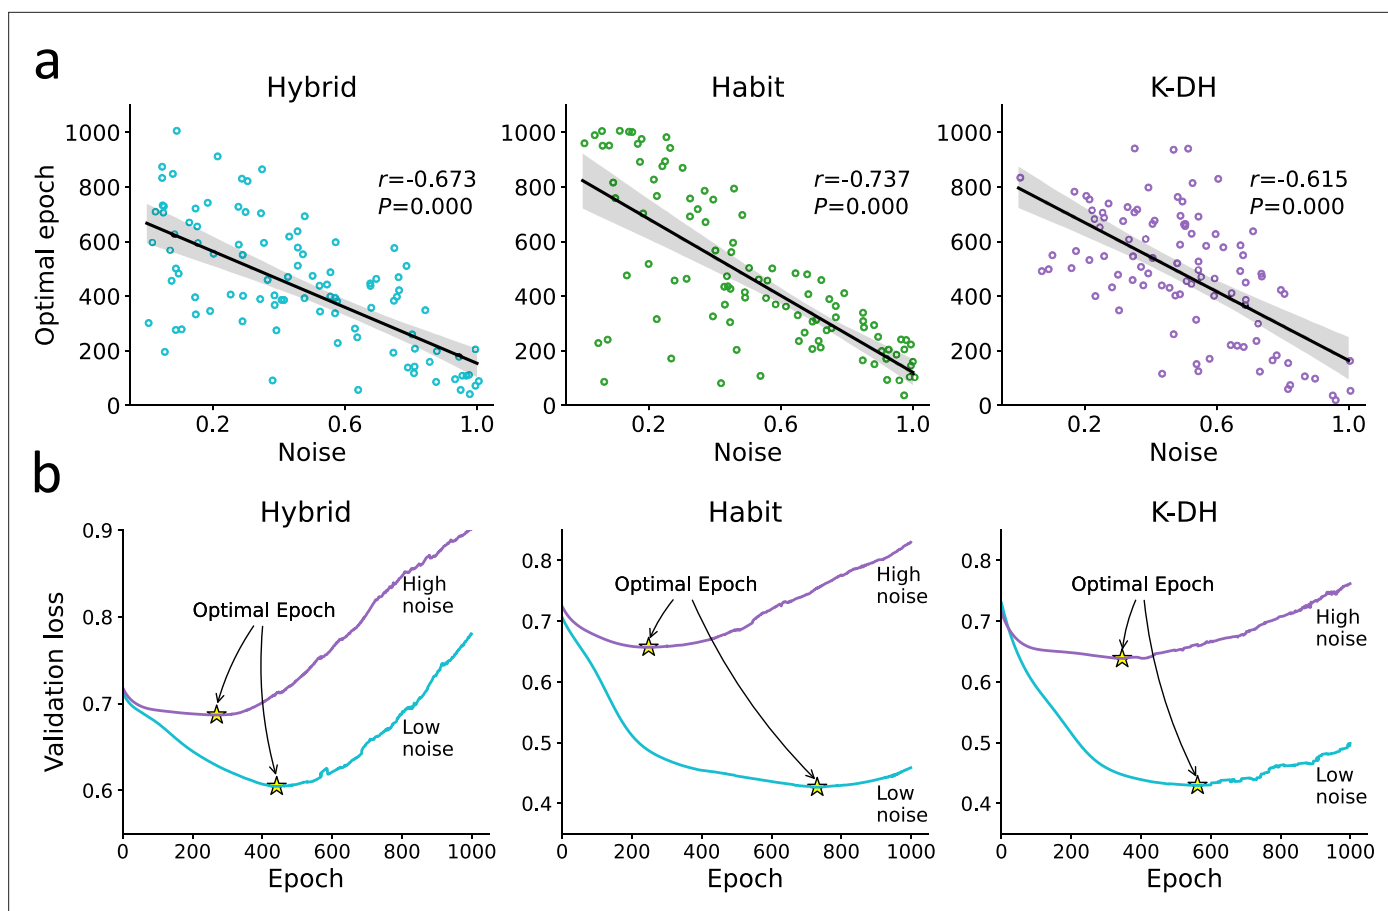 a
Hybrid
Habit
K-DH
Optimal epoch
1000
800
600
400
200
0
r=-0.673
P=0.000
0.2
0.6
1.0
Noise
1000
800
600
400
200
0
r=-0.737
P=0.000
0.2
0.6
1.0
Noise
1000
800
600
400
200
0
r=-0.615
P=0.000
0.2
0.6
1.0
Noise
b
Hybrid
Habit
K-DH
Validation loss
0.9
0.8
0.7
0.6
Optimal Epoch
High
noise
Low
noise
0
200
400
600
800
1000
Epoch
0.8
0.7
0.6
0.5
0.4
Optimal Epoch
High
noise
Low
noise
0
200
400
600
800
1000
Epoch
0.8
0.7
0.6
0.5
0.4
Optimal Epoch
High
noise
Low
noise
0
200
400
600
800
1000
Epoch